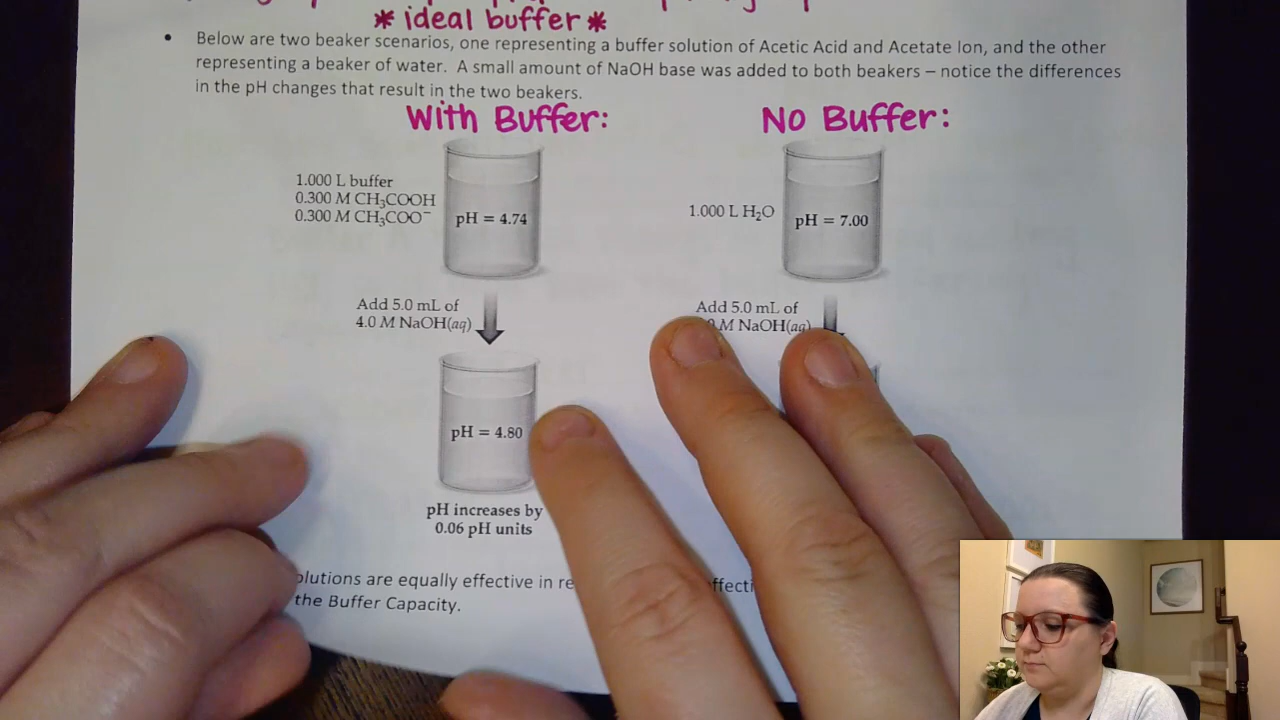 * ideal buffer *
• Below are two beaker scenarios, one representing a buffer solution of Acetic Acid and Acetate Ion, and the other
representing a beaker of water. A small amount of NaOH base was added to both beakers – notice the differences
in the pH changes that result in the two beakers.
With Buffer:
1.000 L buffer
0.300 M CH₃COOH
0.300 M CH₃COO⁻
pH = 4.74
Add 5.0 mL of
4.0 M NaOH(aq)
pH = 4.80
pH increases by
0.06 pH units
No Buffer:
1.000 L H₂O
pH = 7.00
Add 5.0 mL of
M NaOH(aq)
are equally effective in
the Buffer Capacity.